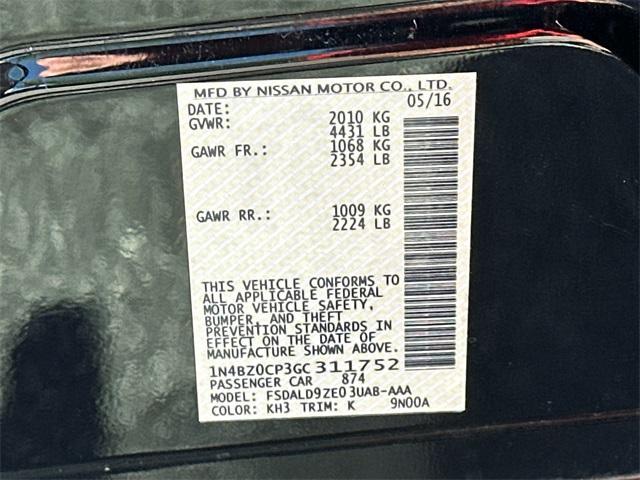 MFD BY NISSAN MOTOR CO., LTD.
DATE: 05/16
GVWR: 2010 KG
4431 LB
GAWR FR.: 1068 KG
2354 LB
GAWR RR.: 1009 KG
2224 LB
THIS VEHICLE CONFORMS TO
ALL APPLICABLE FEDERAL
MOTOR VEHICLE SAFETY,
BUMPER, AND THEFT
PREVENTION STANDARDS IN
EFFECT ON THE DATE OF
MANUFACTURE SHOWN ABOVE.
1N4BZ0CP3GC311752
PASSENGER CAR 874
MODEL: FSDALD9ZE03UAB-AAA
COLOR: KH3 TRIM: K 9N00A